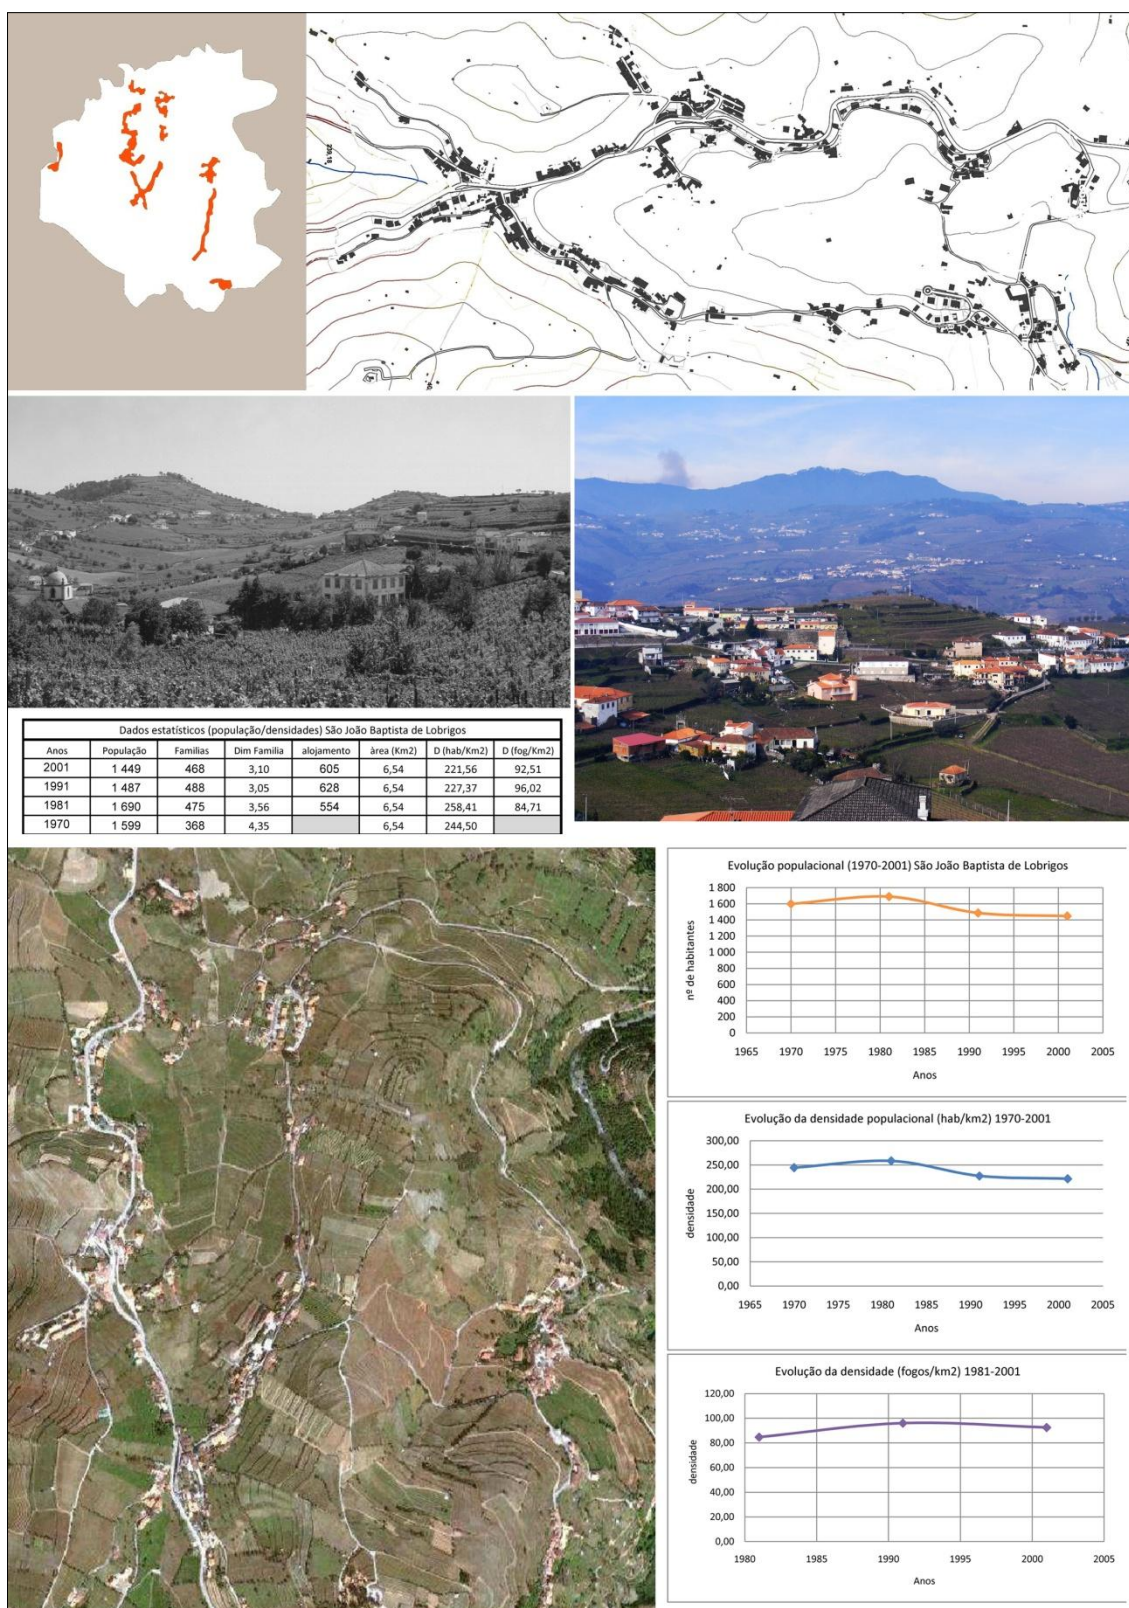 239,18
Dados estatísticos (população/densidades) São João Baptista de Lobrigos
Anos População Familias Dim Familia alojamento àrea (Km2) D (hab/Km2) D (fog/Km2)
2001 1 449 468 3,10 605 6,54 221,56 92,51
1991 1 487 488 3,05 628 6,54 227,37 96,02
1981 1 690 475 3,56 554 6,54 258,41 84,71
1970 1 599 368 4,35 6,54 244,50
Evolução populacional (1970-2001) São João Baptista de Lobrigos
nº de habitantes
1 800
1 600
1 400
1 200
1 000
800
600
400
200
0
1965 1970 1975 1980 1985 1990 1995 2000 2005
Anos
Evolução da densidade populacional (hab/km2) 1970-2001
densidade
300,00
250,00
200,00
150,00
100,00
50,00
0,00
1965 1970 1975 1980 1985 1990 1995 2000 2005
Anos
Evolução da densidade (fogos/km2) 1981-2001
densidade
120,00
100,00
80,00
60,00
40,00
20,00
0,00
1980 1985 1990 1995 2000 2005
Anos